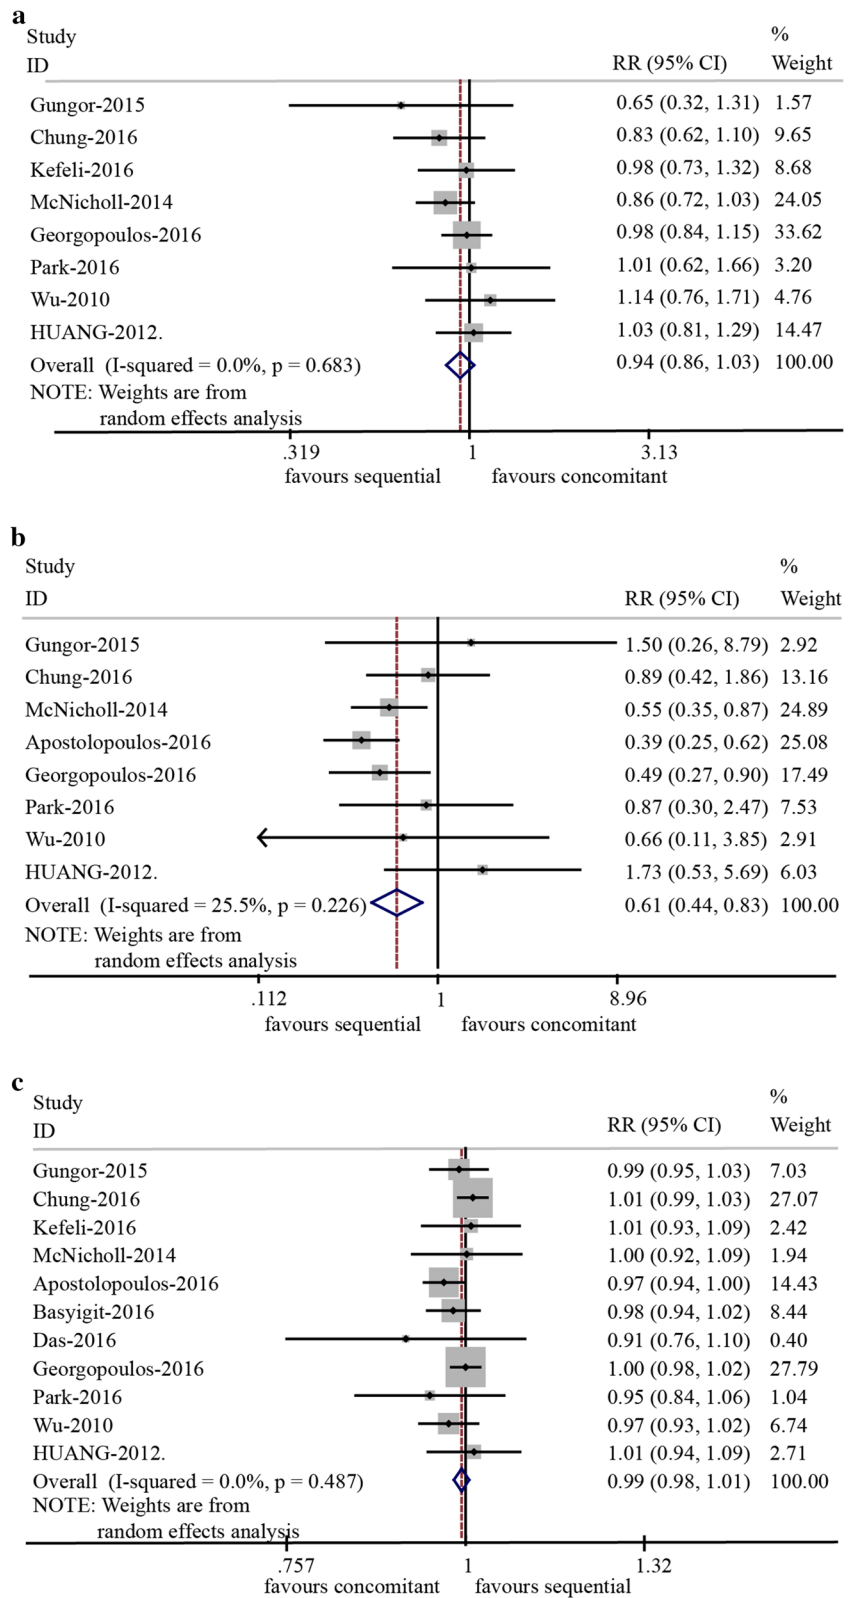 a
Study %
ID RR (95% CI) Weight
Gungor-2015 0.65 (0.32, 1.31) 1.57
Chung-2016 0.83 (0.62, 1.10) 9.65
Kefeli-2016 0.98 (0.73, 1.32) 8.68
McNicholl-2014 0.86 (0.72, 1.03) 24.05
Georgopoulos-2016 0.98 (0.84, 1.15) 33.62
Park-2016 1.01 (0.62, 1.66) 3.20
Wu-2010 1.14 (0.76, 1.71) 4.76
HUANG-2012. 1.03 (0.81, 1.29) 14.47
Overall (I-squared = 0.0%, p = 0.683) 0.94 (0.86, 1.03) 100.00
NOTE: Weights are from
random effects analysis
.319 1 3.13
favours sequential favours concomitant
b
Study %
ID RR (95% CI) Weight
Gungor-2015 1.50 (0.26, 8.79) 2.92
Chung-2016 0.89 (0.42, 1.86) 13.16
McNicholl-2014 0.55 (0.35, 0.87) 24.89
Apostolopoulos-2016 0.39 (0.25, 0.62) 25.08
Georgopoulos-2016 0.49 (0.27, 0.90) 17.49
Park-2016 0.87 (0.30, 2.47) 7.53
Wu-2010 0.66 (0.11, 3.85) 2.91
HUANG-2012. 1.73 (0.53, 5.69) 6.03
Overall (I-squared = 25.5%, p = 0.226) 0.61 (0.44, 0.83) 100.00
NOTE: Weights are from
random effects analysis
.112 1 8.96
favours sequential favours concomitant
c
Study %
ID RR (95% CI) Weight
Gungor-2015 0.99 (0.95, 1.03) 7.03
Chung-2016 1.01 (0.99, 1.03) 27.07
Kefeli-2016 1.01 (0.93, 1.09) 2.42
McNicholl-2014 1.00 (0.92, 1.09) 1.94
Apostolopoulos-2016 0.97 (0.94, 1.00) 14.43
Basyigit-2016 0.98 (0.94, 1.02) 8.44
Das-2016 0.91 (0.76, 1.10) 0.40
Georgopoulos-2016 1.00 (0.98, 1.02) 27.79
Park-2016 0.95 (0.84, 1.06) 1.04
Wu-2010 0.97 (0.93, 1.02) 6.74
HUANG-2012. 1.01 (0.94, 1.09) 2.71
Overall (I-squared = 0.0%, p = 0.487) 0.99 (0.98, 1.01) 100.00
NOTE: Weights are from
random effects analysis
.757 1 1.32
favours concomitant favours sequential